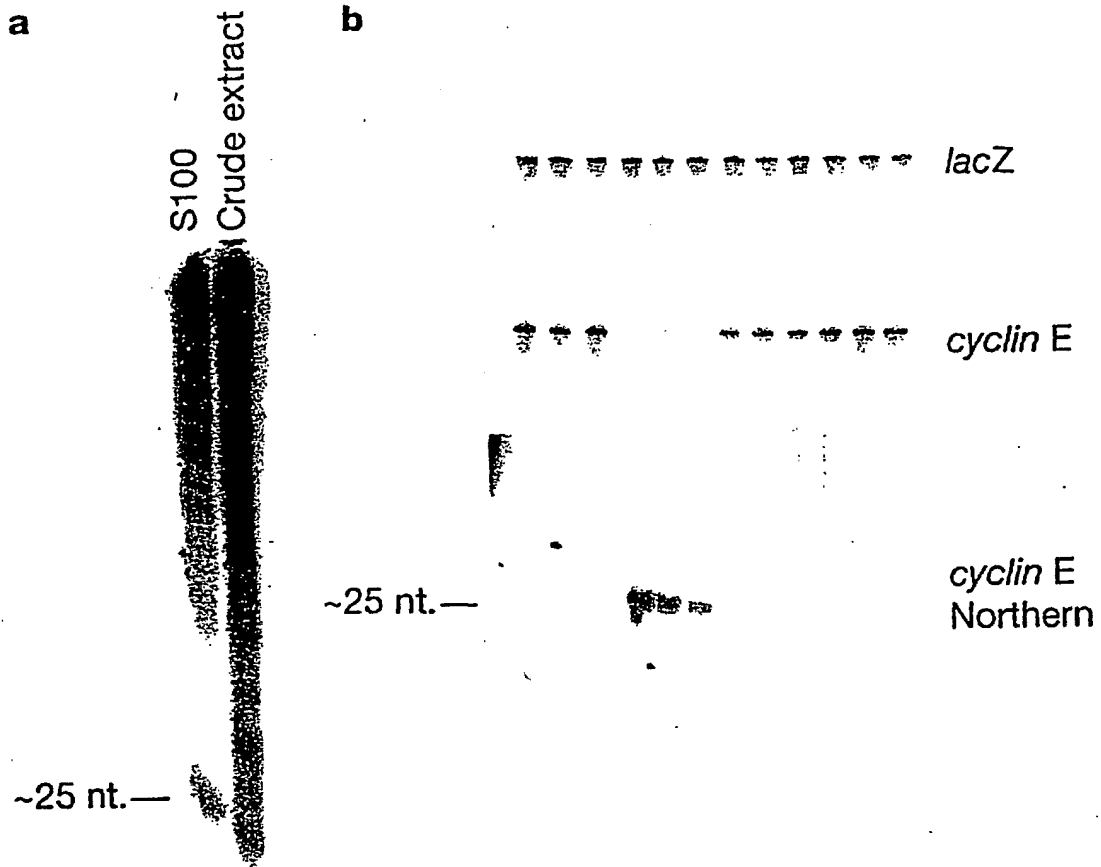 a
b
S100
Crude extract
lacZ
cyclin E
~25 nt.
cyclin E
Northern
~25 nt.